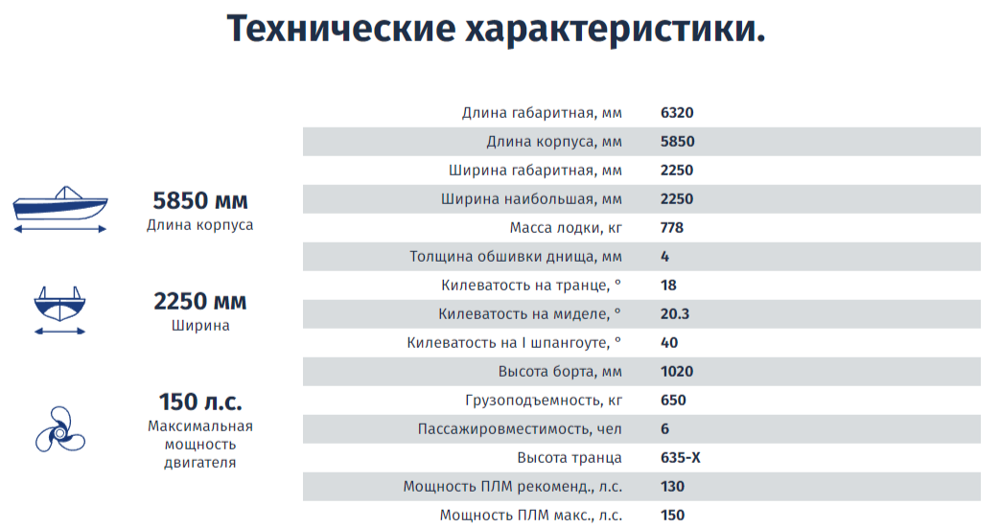 Технические характеристики.
5850 мм
Длина корпуса
2250 мм
Ширина
150 л.с.
Максимальная
мощность
двигателя
Длина габаритная, мм 6320
Длина корпуса, мм 5850
Ширина габаритная, мм 2250
Ширина наибольшая, мм 2250
Масса лодки, кг 778
Толщина обшивки днища, мм 4
Килеватость на транце, ° 18
Килеватость на миделе, ° 20.3
Килеватость на I шпангоуте, ° 40
Высота борта, мм 1020
Грузоподъемность, кг 650
Пассажировместимость, чел 6
Высота транца 635-X
Мощность ПЛМ рекоменд., л.с. 130
Мощность ПЛМ макс., л.с. 150